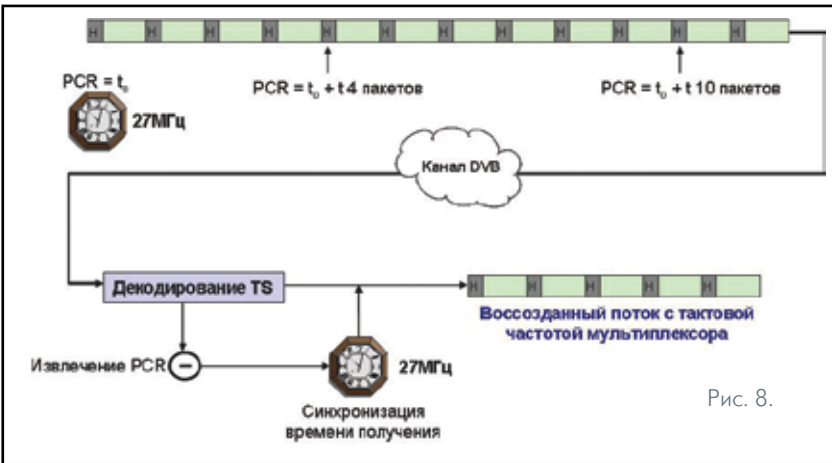 H H H H H H H H H H H H
PCR = t₀
27МГц
PCR = t₀ + t 4 пакетов
PCR = t₀ + t 10 пакетов
Канал DVB
Декодирование TS
H H H H H
Воссозданный поток с тактовой
частотой мультиплексора
Извлечение PCR
−
27МГц
Синхронизация
времени получения
Рис. 8.